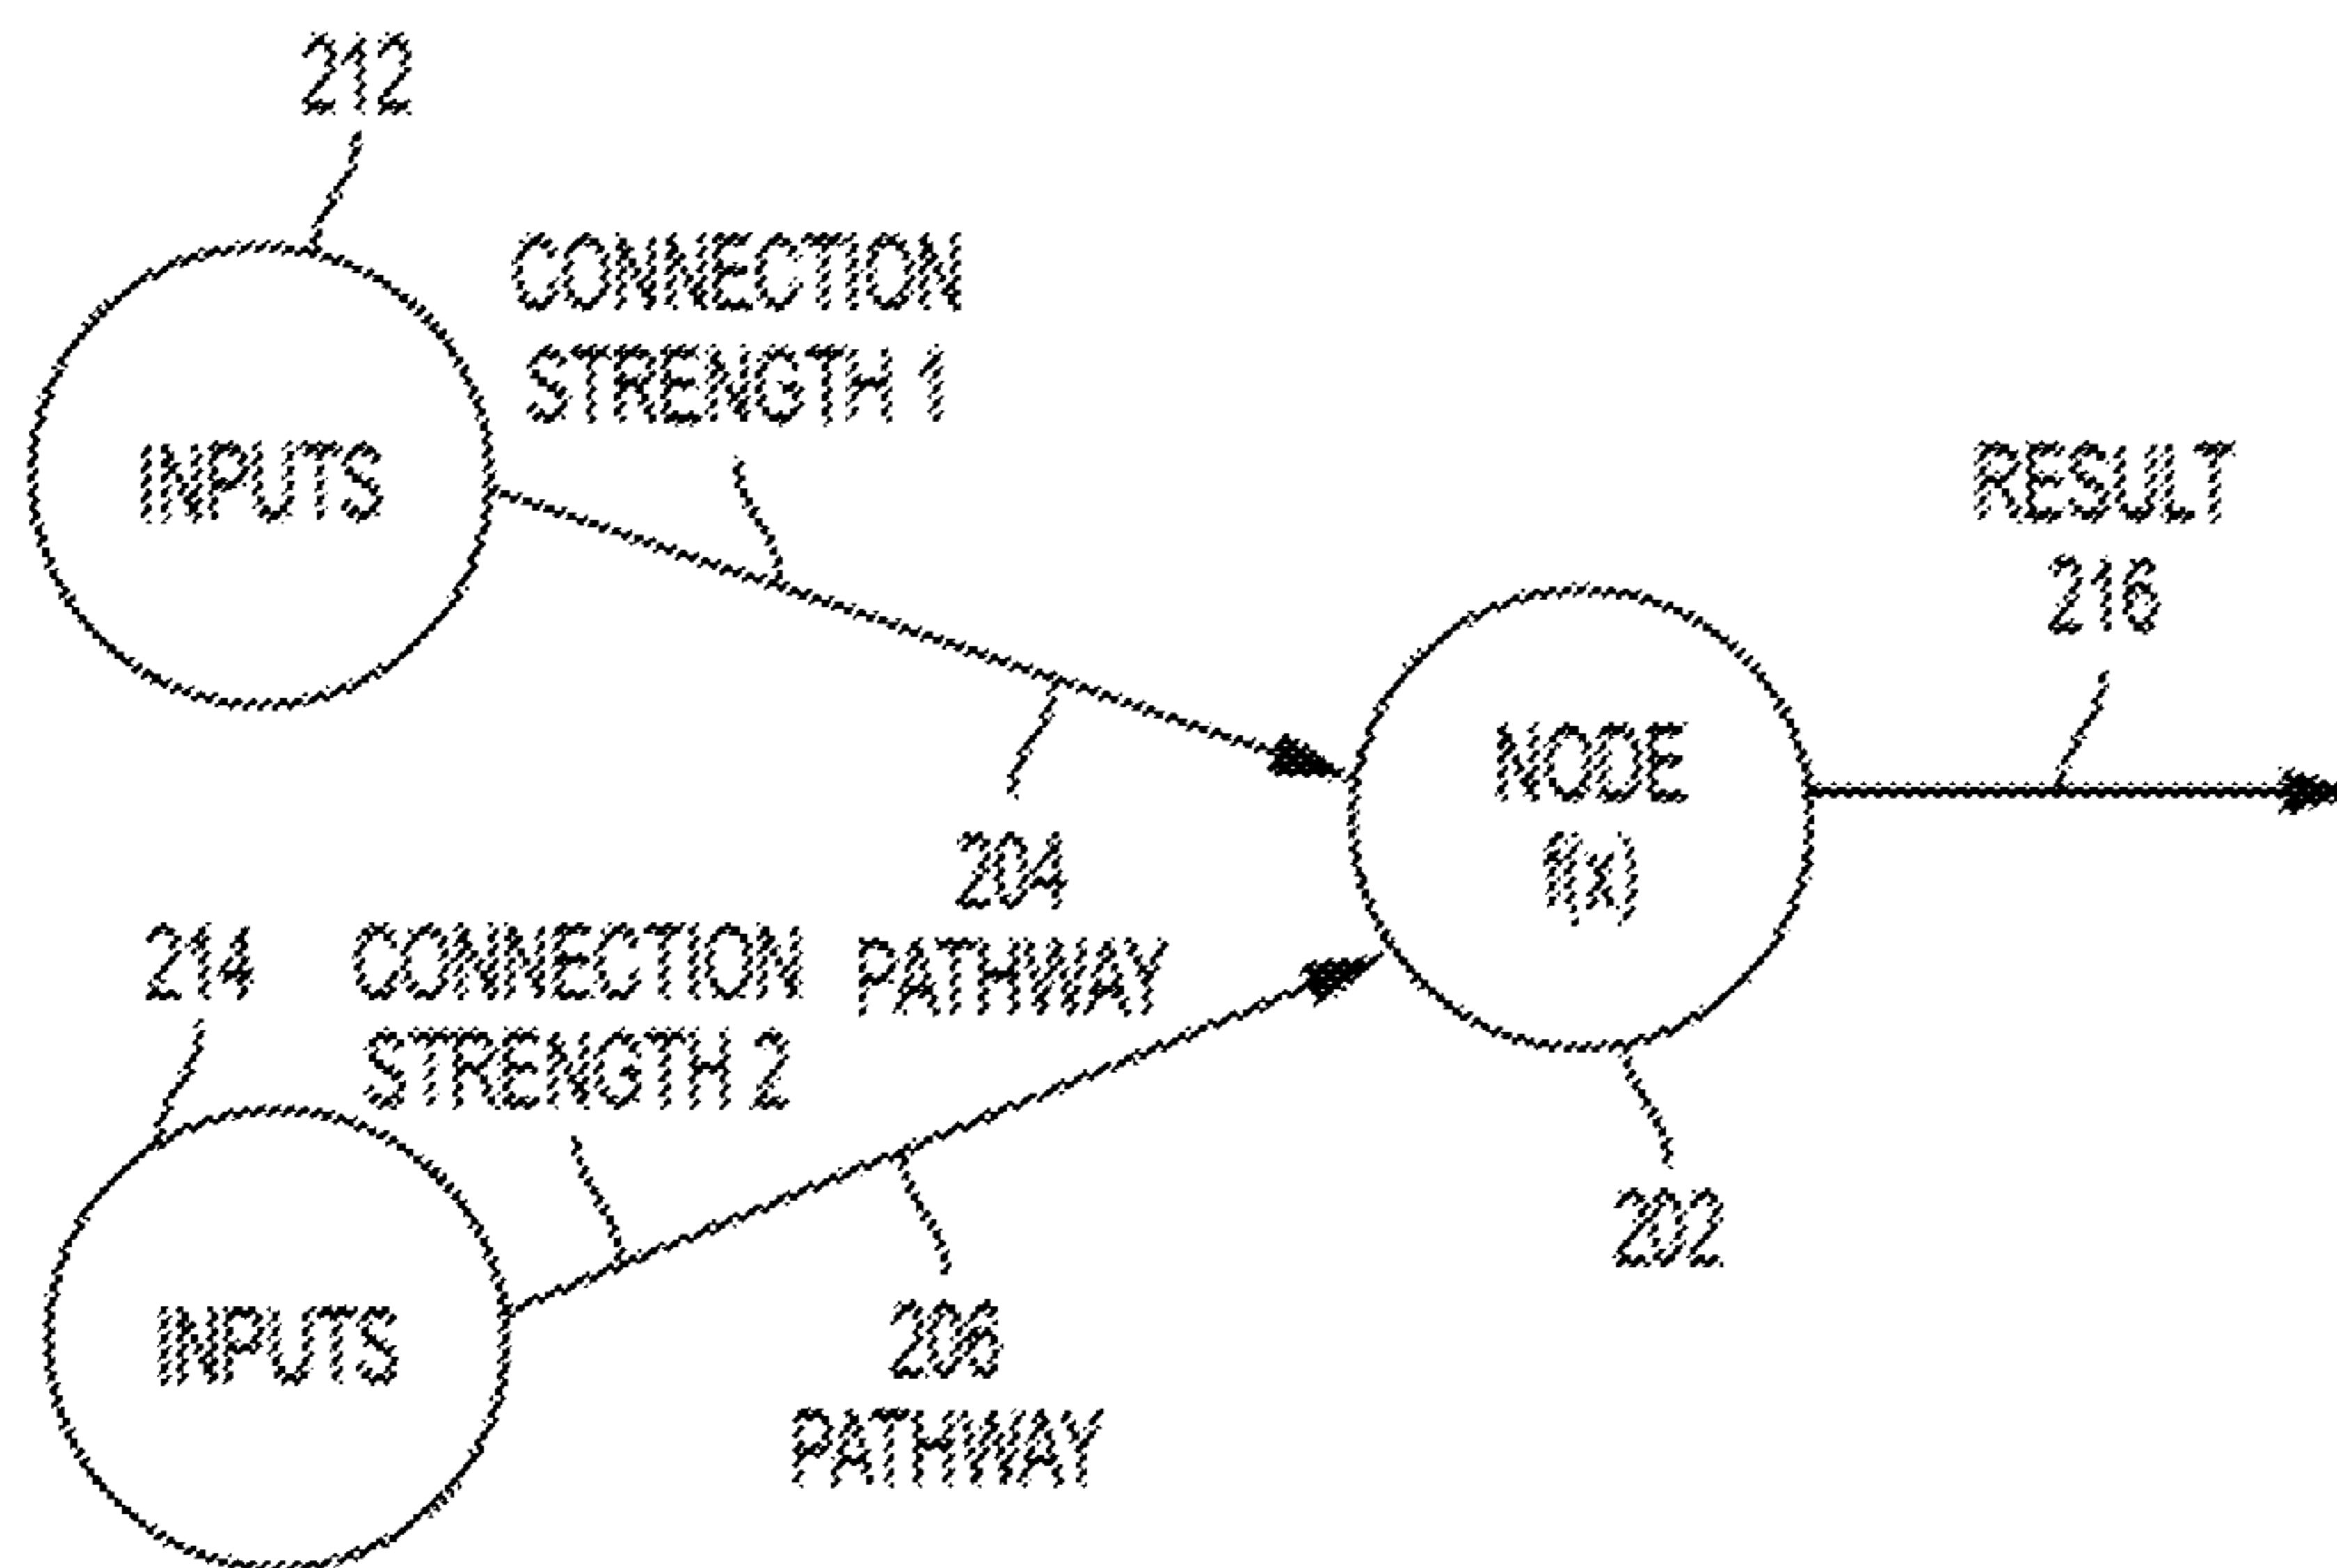 212
CONNECTION
STRENGTH 1
INPUTS
RESULT
216
NODE
f(x)
204
PATHWAY
214
CONNECTION
STRENGTH 2
202
INPUTS
206
PATHWAY